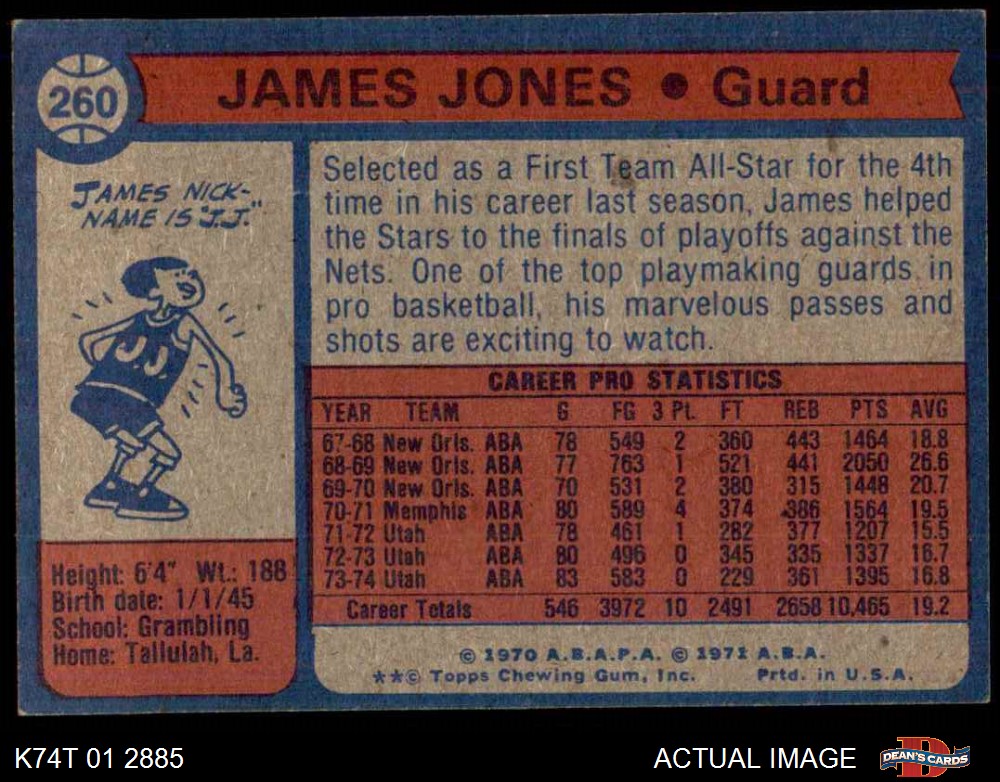 260
JAMES JONES • Guard
JAMES NICK-
NAME IS "J.J."
J.J.
Selected as a First Team All-Star for the 4th
time in his career last season, James helped
the Stars to the finals of playoffs against the
Nets. One of the top playmaking guards in
pro basketball, his marvelous passes and
shots are exciting to watch.
CAREER PRO STATISTICS
YEAR TEAM G FG 3 Pt. FT REB PTS AVG
67-68 New Orls. ABA 78 549 2 360 443 1464 18.8
68-69 New Orls. ABA 77 763 1 521 441 2050 26.6
69-70 New Orls. ABA 70 531 2 380 315 1448 20.7
70-71 Memphis ABA 80 589 4 374 386 1564 19.5
71-72 Utah ABA 78 461 1 282 377 1207 15.5
72-73 Utah ABA 80 496 0 345 335 1337 16.7
73-74 Utah ABA 83 583 0 229 361 1395 16.8
Career Totals 546 3972 10 2491 2658 10,465 19.2
Height: 6'4" Wt.: 188
Birth date: 1/1/45
School: Grambling
Home: Tallulah, La.
© 1970 A.B.A.P.A. © 1971 A.B.A.
**© Topps Chewing Gum, Inc. Prtd. in U.S.A.
K74T 01 2885 ACTUAL IMAGE DEAN'S CARDS